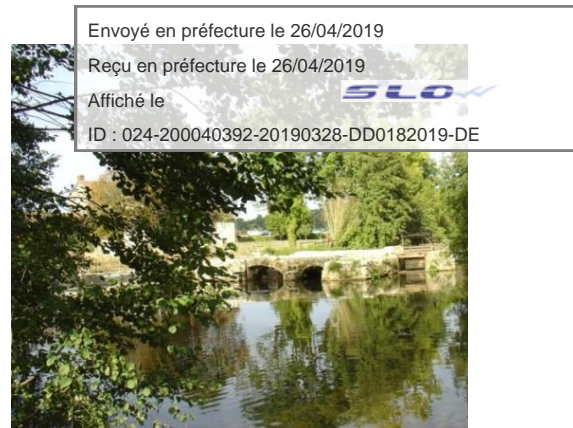 Envoyé en préfecture le 26/04/2019
Reçu en préfecture le 26/04/2019
Affiché le
SLO
ID : 024-200040392-20190328-DD0182019-DE